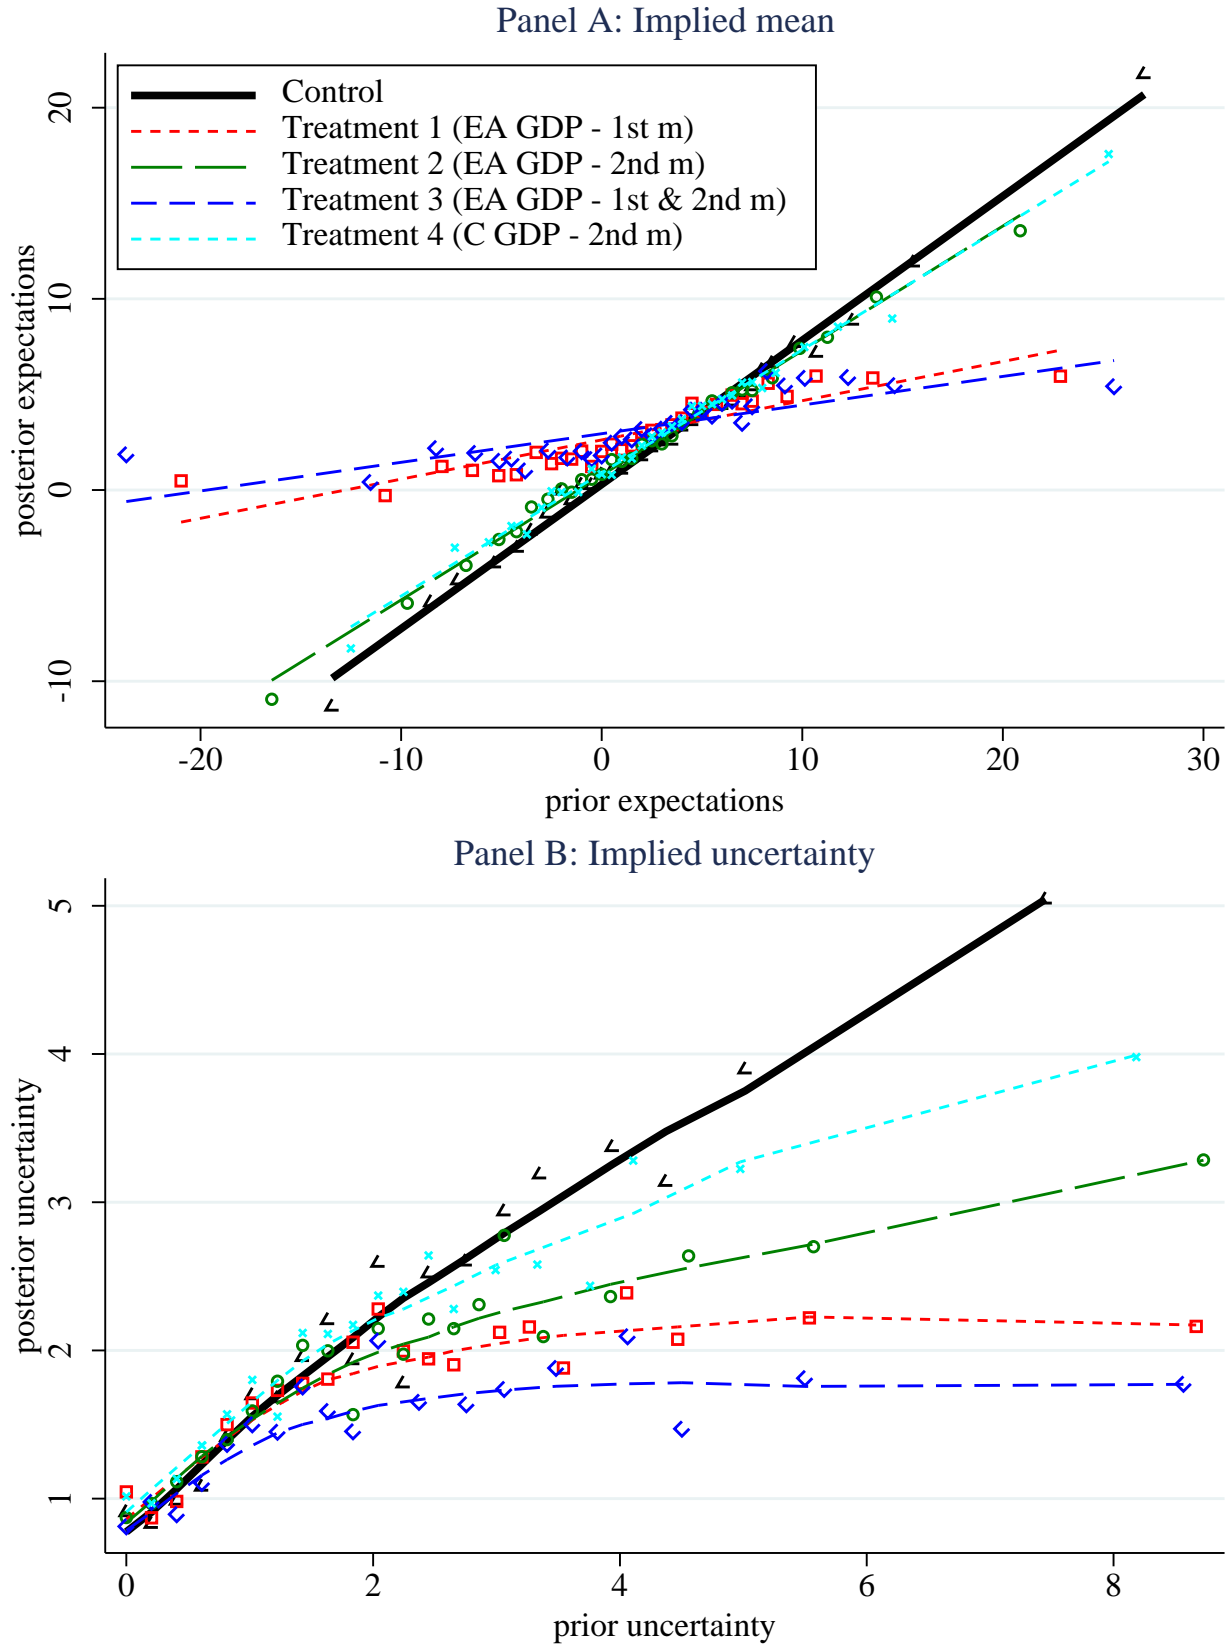 Panel A: Implied mean
Control
Treatment 1 (EA GDP - 1st m)
Treatment 2 (EA GDP - 2nd m)
Treatment 3 (EA GDP - 1st & 2nd m)
Treatment 4 (C GDP - 2nd m)
posterior expectations
20
10
0
-10
-20 -10 0 10 20 30
prior expectations
Panel B: Implied uncertainty
posterior uncertainty
5
4
3
2
1
0 2 4 6 8
prior uncertainty